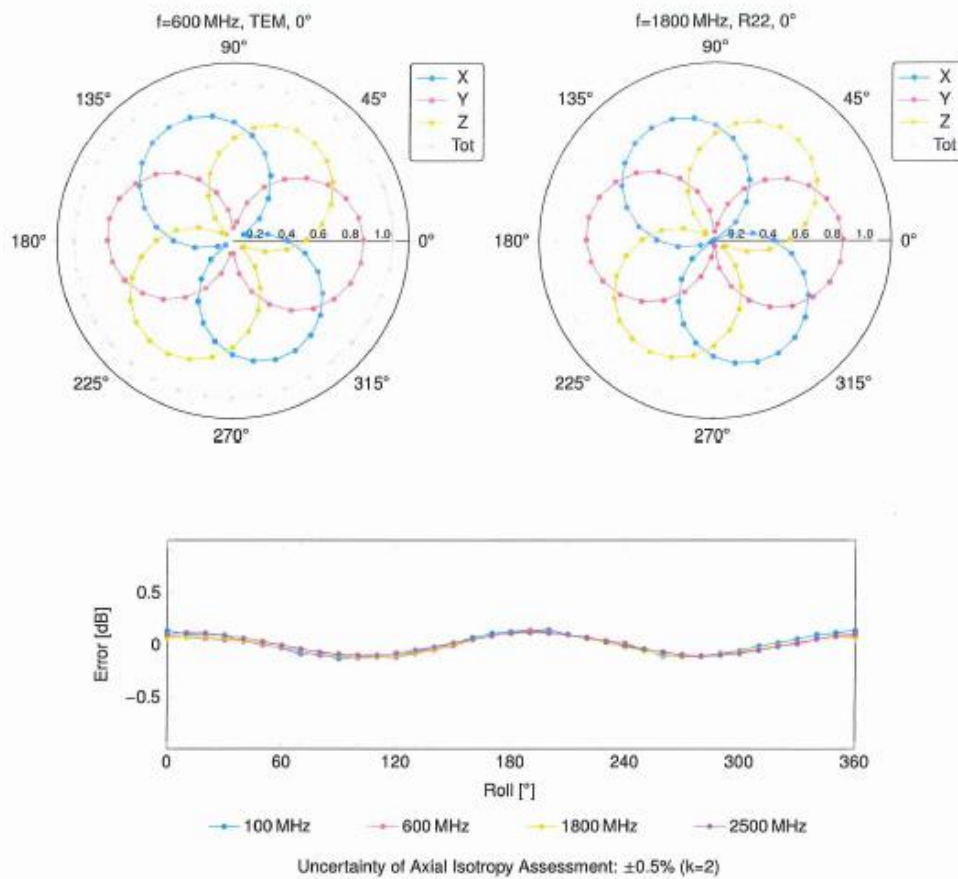 f=600 MHz, TEM, 0°
f=1800 MHz, R22, 0°
90°
135°
45°
180°
0.2 0.4 0.6 0.8 1.0
0°
225°
315°
270°
X
Y
Z
Tot
90°
135°
45°
180°
0.2 0.4 0.6 0.8 1.0
0°
225°
315°
270°
X
Y
Z
Tot
Error [dB]
0.5
0
−0.5
0 60 120 180 240 300 360
Roll [°]
100 MHz 600 MHz 1800 MHz 2500 MHz
Uncertainty of Axial Isotropy Assessment: ±0.5% (k=2)